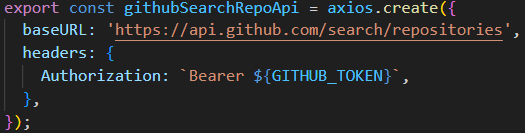 export const githubSearchRepoApi = axios.create({
  baseURL: 'https://api.github.com/search/repositories',
  headers: {
    Authorization: `Bearer ${GITHUB_TOKEN}`,
  },
});